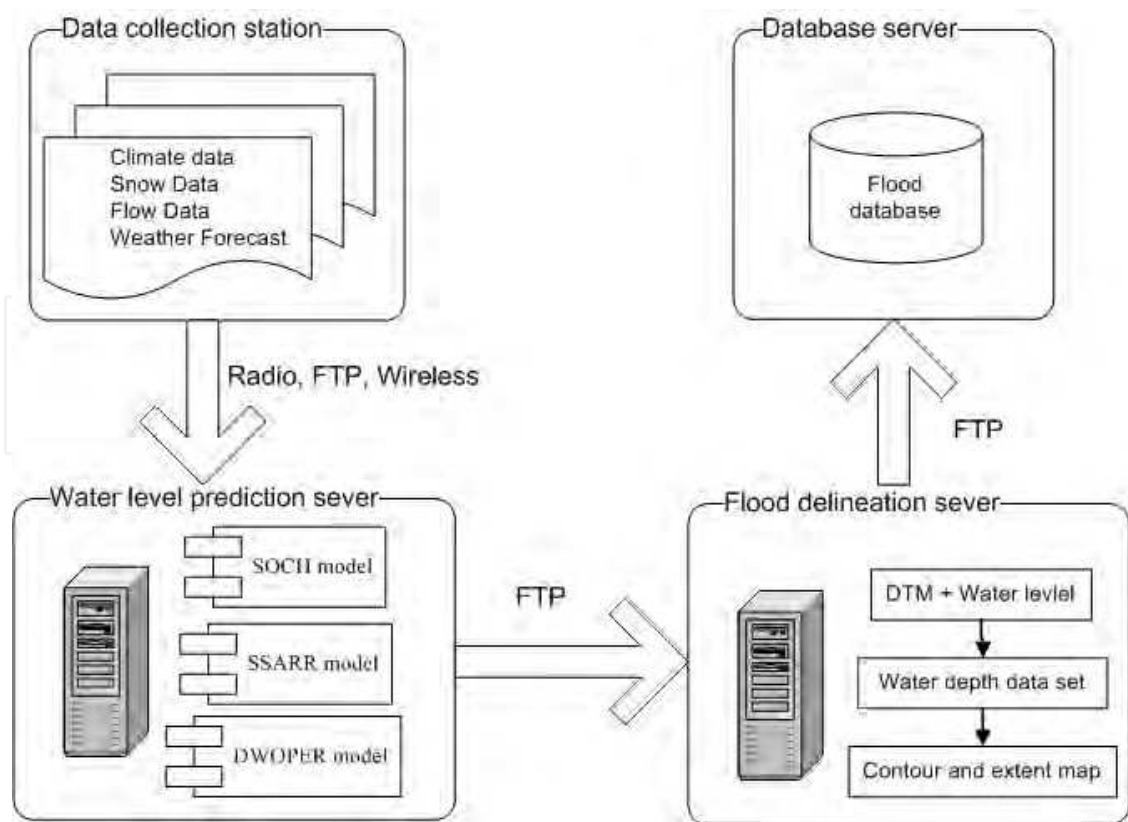 Data collection station
Climate data
Snow Data
Flow Data
Weather Forecast
Radio, FTP, Wireless
Water level prediction sever
SOCH model
SSARR model
DWOPER model
FTP
Flood delineation sever
DTM + Water levlel
Water depth data set
Contour and extent map
FTP
Database server
Flood
database